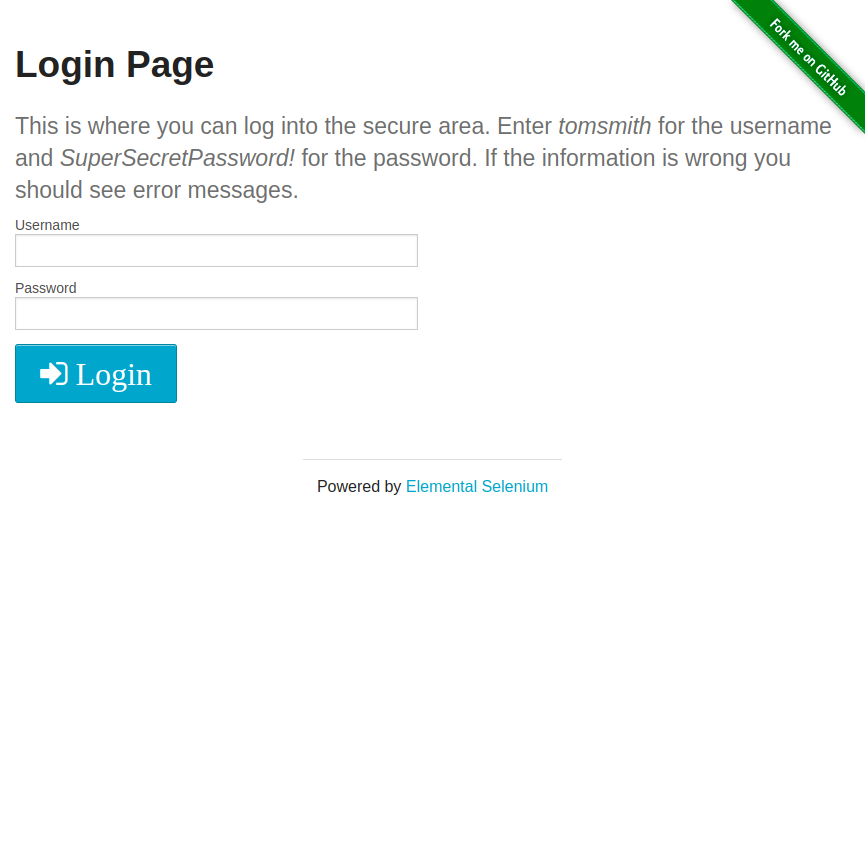 Fork me on GitHub
Login Page
This is where you can log into the secure area. Enter tomsmith for the username
and SuperSecretPassword! for the password. If the information is wrong you
should see error messages.
Username
Password
Login
Powered by Elemental Selenium